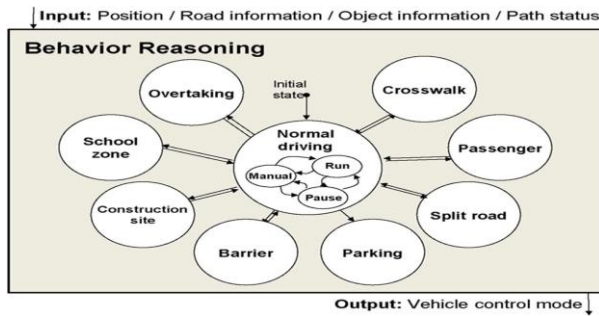 Input: Position / Road information / Object information / Path status
Behavior Reasoning
Overtaking
Initial
state
Crosswalk
School
zone
Normal
driving
Manual
Run
Pause
Passenger
Construction
site
Split road
Barrier
Parking
Output: Vehicle control mode